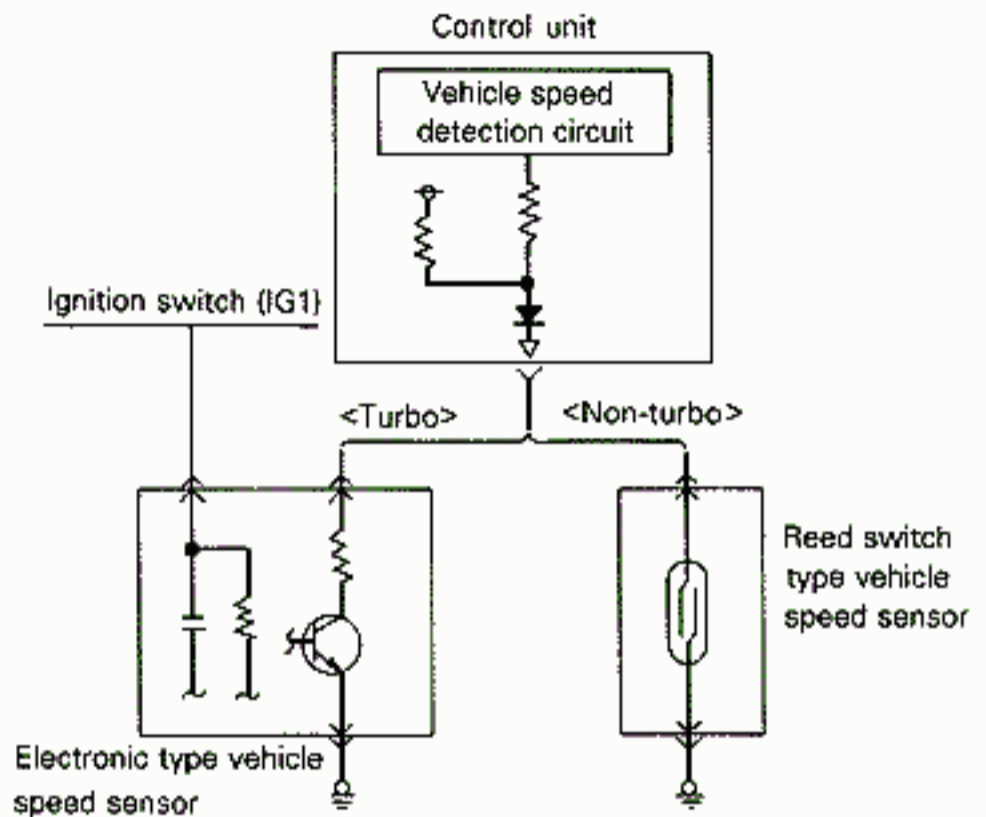 Control unit
Vehicle speed
detection circuit
Ignition switch (IG1)
<Turbo>
<Non-turbo>
Reed switch
type vehicle
speed sensor
Electronic type vehicle
speed sensor